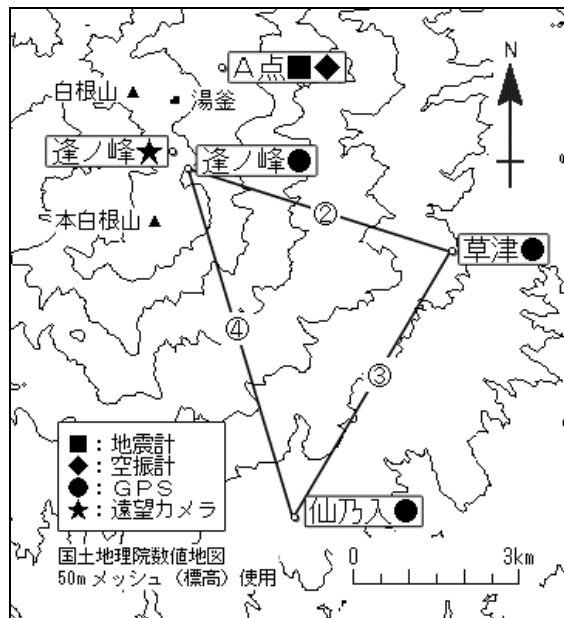 A点■◆
N
白根山▲
■湯釜
逢ノ峰★
逢ノ峰●
本白根山▲
②
草津●
④
③
■:地震計
◆:空振計
●:GPS
★:遠望カメラ
仙乃入●
国土地理院数値地図
50mメッシュ(標高)使用
0 3km